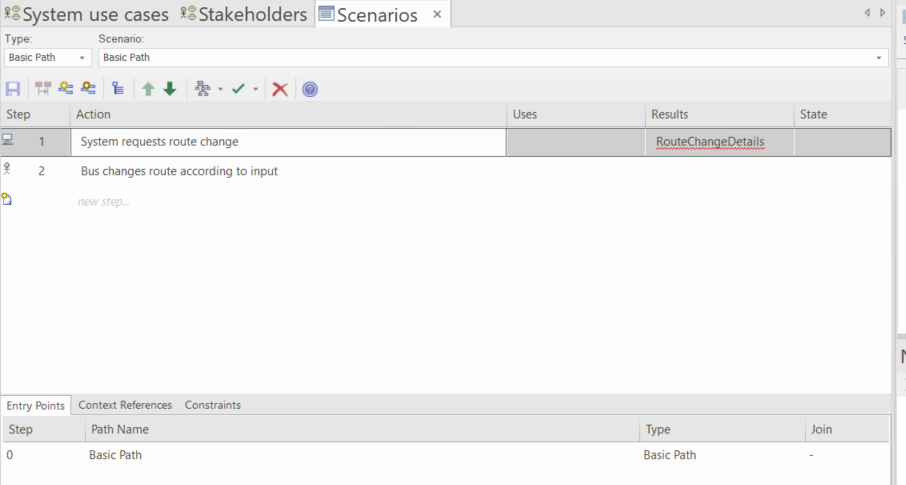 System use cases Stakeholders Scenarios
Type: Scenario:
Basic Path Basic Path
Step Action Uses Results State
1 System requests route change RouteChangeDetails
2 Bus changes route according to input
new step...
Entry Points Context References Constraints
Step Path Name Type Join
0 Basic Path Basic Path -